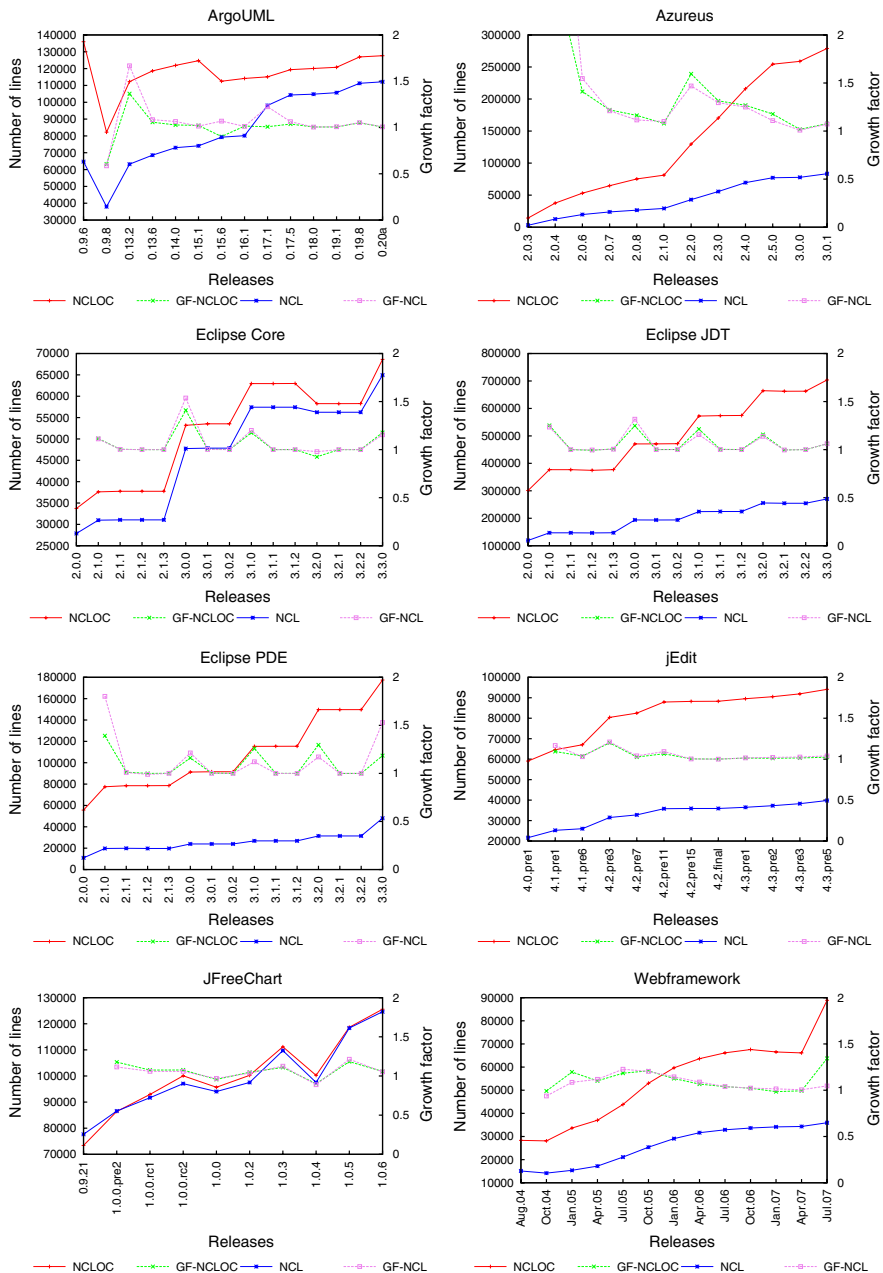 ArgoUML
140000
130000
120000
110000
100000
90000
80000
70000
60000
50000
40000
30000
2
1.5
1
0.5
0
Number of lines
Growth factor
0.9.6
0.9.8
0.13.2
0.13.6
0.14.0
0.15.1
0.15.6
0.16.1
0.17.1
0.17.5
0.18.0
0.19.1
0.19.8
0.20a
Releases
NCLOC GF-NCLOC NCL GF-NCL
Azureus
300000
250000
200000
150000
100000
50000
0
2
1.5
1
0.5
0
Number of lines
Growth factor
2.0.3
2.0.4
2.0.6
2.0.7
2.0.8
2.1.0
2.2.0
2.3.0
2.4.0
2.5.0
3.0.0
3.0.1
Releases
NCLOC GF-NCLOC NCL GF-NCL
Eclipse Core
70000
65000
60000
55000
50000
45000
40000
35000
30000
25000
2
1.5
1
0.5
0
Number of lines
Growth factor
2.0.0
2.1.0
2.1.1
2.1.2
2.1.3
3.0.0
3.0.1
3.0.2
3.1.0
3.1.1
3.1.2
3.2.0
3.2.1
3.2.2
3.3.0
Releases
NCLOC GF-NCLOC NCL GF-NCL
Eclipse JDT
800000
700000
600000
500000
400000
300000
200000
100000
2
1.5
1
0.5
0
Number of lines
Growth factor
2.0.0
2.1.0
2.1.1
2.1.2
2.1.3
3.0.0
3.0.1
3.0.2
3.1.0
3.1.1
3.1.2
3.2.0
3.2.1
3.2.2
3.3.0
Releases
NCLOC GF-NCLOC NCL GF-NCL
Eclipse PDE
180000
160000
140000
120000
100000
80000
60000
40000
20000
0
2
1.5
1
0.5
0
Number of lines
Growth factor
2.0.0
2.1.0
2.1.1
2.1.2
2.1.3
3.0.0
3.0.1
3.0.2
3.1.0
3.1.1
3.1.2
3.2.0
3.2.1
3.2.2
3.3.0
Releases
NCLOC GF-NCLOC NCL GF-NCL
jEdit
100000
90000
80000
70000
60000
50000
40000
30000
20000
2
1.5
1
0.5
0
Number of lines
Growth factor
4.0.pre1
4.1.pre1
4.1.pre6
4.2.pre3
4.2.pre7
4.2.pre11
4.2.pre15
4.2.final
4.3.pre1
4.3.pre2
4.3.pre3
4.3.pre5
Releases
NCLOC GF-NCLOC NCL GF-NCL
JFreeChart
130000
120000
110000
100000
90000
80000
70000
2
1.5
1
0.5
0
Number of lines
Growth factor
0.9.21
1.0.0.pre2
1.0.0.rc1
1.0.0.rc2
1.0.0
1.0.2
1.0.3
1.0.4
1.0.5
1.0.6
Releases
NCLOC GF-NCLOC NCL GF-NCL
Webframework
90000
80000
70000
60000
50000
40000
30000
20000
10000
2
1.5
1
0.5
0
Number of lines
Growth factor
Aug.04
Oct.04
Jan.05
Apr.05
Jul.05
Oct.05
Jan.06
Apr.06
Jul.06
Oct.06
Jan.07
Apr.07
Jul.07
Releases
NCLOC GF-NCLOC NCL GF-NCL